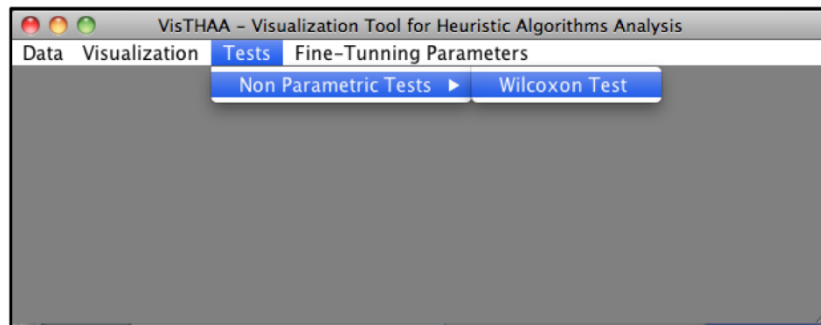 VisTHAA – Visualization Tool for Heuristic Algorithms Analysis
Data Visualization Tests Fine-Tunning Parameters
Non Parametric Tests ▶ Wilcoxon Test